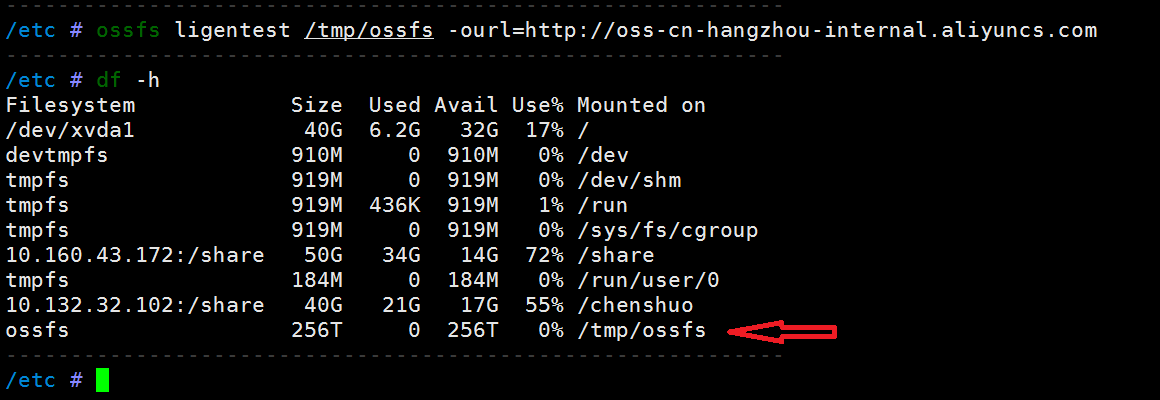 /etc # ossfs ligentest /tmp/ossfs -ourl=http://oss-cn-hangzhou-internal.aliyuncs.com
/etc # df -h
Filesystem            Size  Used Avail Use% Mounted on
/dev/xvda1             40G  6.2G   32G  17% /
devtmpfs              910M     0  910M   0% /dev
tmpfs                 919M     0  919M   0% /dev/shm
tmpfs                 919M  436K  919M   1% /run
tmpfs                 919M     0  919M   0% /sys/fs/cgroup
10.160.43.172:/share   50G   34G   14G  72% /share
tmpfs                 184M     0  184M   0% /run/user/0
10.132.32.102:/share   40G   21G   17G  55% /chenshuo
ossfs                 256T     0  256T   0% /tmp/ossfs
/etc #